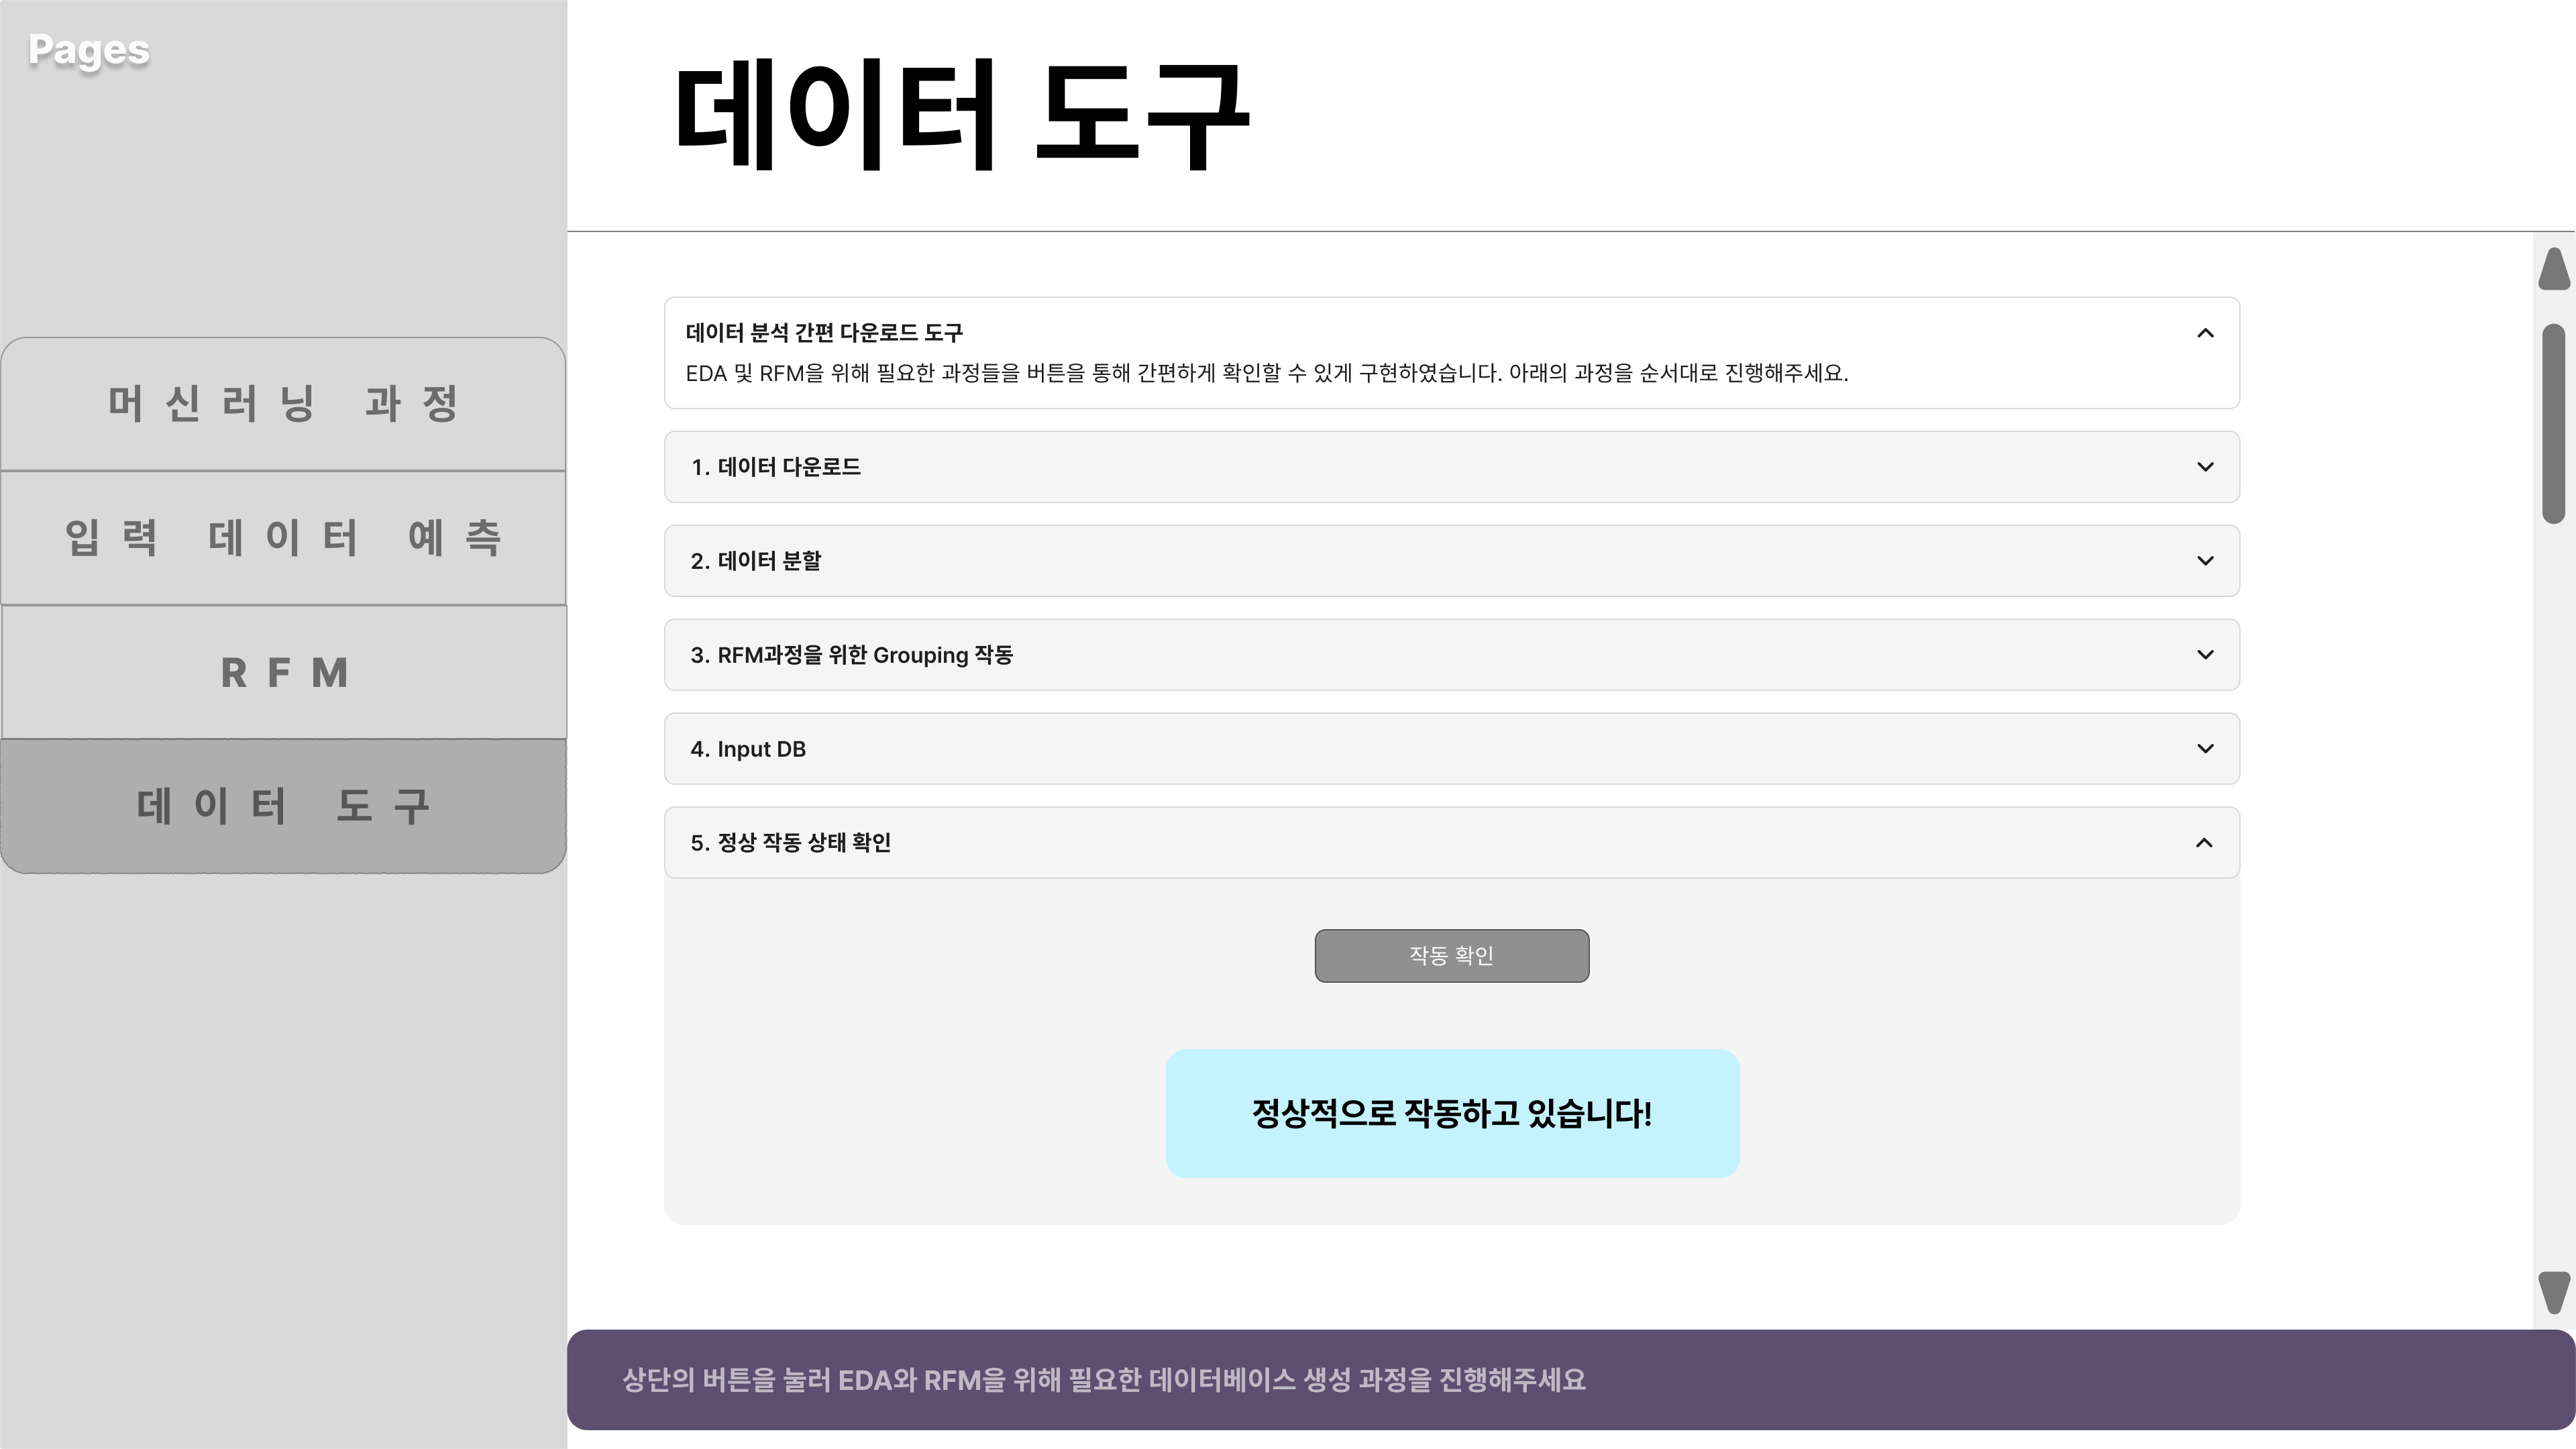 Pages
머신러닝 과정
입력 데이터 예측
RFM
데이터 도구
데이터 도구
데이터 분석 간편 다운로드 도구
EDA 및 RFM을 위해 필요한 과정들을 버튼을 통해 간편하게 확인할 수 있게 구현하였습니다. 아래의 과정을 순서대로 진행해주세요.
1. 데이터 다운로드
2. 데이터 분할
3. RFM과정을 위한 Grouping 작동
4. Input DB
5. 정상 작동 상태 확인
작동 확인
정상적으로 작동하고 있습니다!
상단의 버튼을 눌러 EDA와 RFM을 위해 필요한 데이터베이스 생성 과정을 진행해주세요